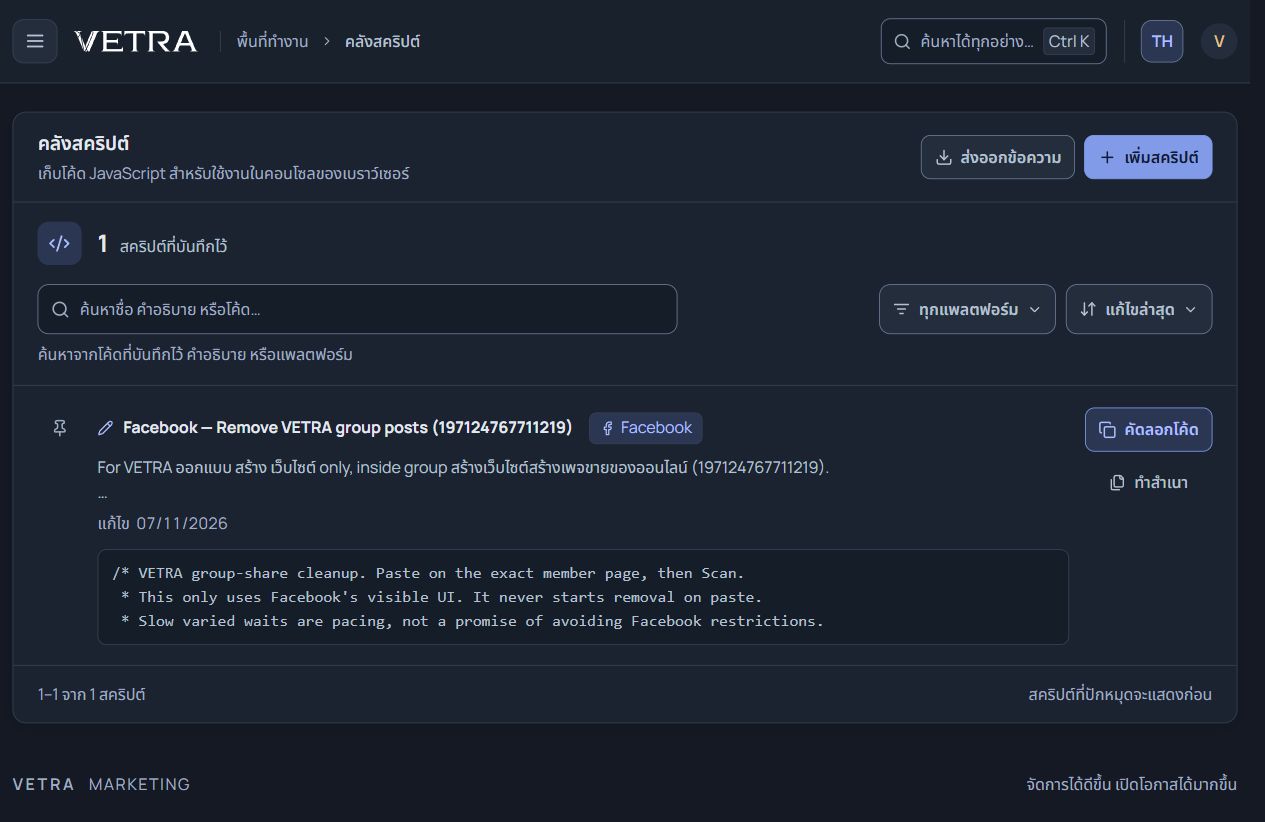 VETRA พื้นที่ทำงาน > คลังสคริปต์ ค้นหาได้ทุกอย่าง... Ctrl K TH V
คลังสคริปต์
เก็บโค้ด JavaScript สำหรับใช้งานในคอนโซลของเบราว์เซอร์
ส่งออกข้อความ + เพิ่มสคริปต์
</> 1 สคริปต์ที่บันทึกไว้
ค้นหาชื่อ คำอธิบาย หรือโค้ด... ทุกแพลตฟอร์ม แก้ไขล่าสุด
ค้นหาจากโค้ดที่บันทึกไว้ คำอธิบาย หรือแพลตฟอร์ม
Facebook — Remove VETRA group posts (197124767711219) Facebook คัดลอกโค้ด
For VETRA ออกแบบ สร้าง เว็บไซต์ only, inside group สร้างเว็บไซต์สร้างเพจขายของออนไลน์ (197124767711219).
...
ทำสำเนา
แก้ไข 07/11/2026
/* VETRA group-share cleanup. Paste on the exact member page, then Scan.
* This only uses Facebook's visible UI. It never starts removal on paste.
* Slow varied waits are pacing, not a promise of avoiding Facebook restrictions.
1–1 จาก 1 สคริปต์ สคริปต์ที่ปักหมุดจะแสดงก่อน
VETRA MARKETING จัดการได้ดีขึ้น เปิดโอกาสได้มากขึ้น